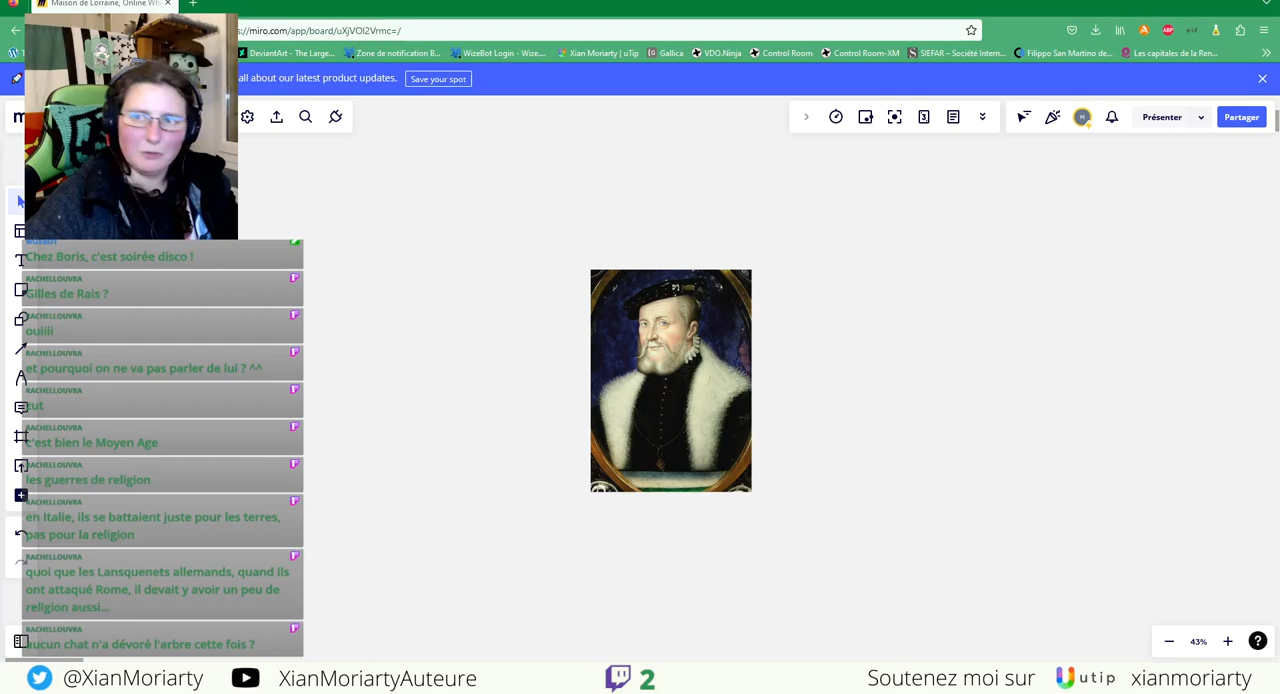 Maison de Lorraine, Online Wh
s://miro.com/app/board/uXjVOl2Vrmc=/
DeviantArt - The Large...
Zone de notification B...
WizeBot Login - Wize....
Xian Moriarty | uTip
Gallica
VDO.Ninja
Control Room
Control Room-XM
SIEFAR – Société Intern...
Filippo San Martino de...
Les capitales de la Ren...
all about our latest product updates.
Save your spot
ABP
Présenter
Partager
WIZEBOT
Chez Boris, c'est soirée disco !
RACHELLOUVRA
Gilles de Rais ?
RACHELLOUVRA
ouiiii
RACHELLOUVRA
et pourquoi on ne va pas parler de lui ? ^^
RACHELLOUVRA
zut
RACHELLOUVRA
c'est bien le Moyen Age
RACHELLOUVRA
les guerres de religion
RACHELLOUVRA
en Italie, ils se battaient juste pour les terres,
pas pour la religion
RACHELLOUVRA
quoi que les Lansquenets allemands, quand ils
ont attaqué Rome, il devait y avoir un peu de
religion aussi...
RACHELLOUVRA
aucun chat n'a dévoré l'arbre cette fois ?
43%
@XianMoriarty
XianMoriartyAuteure
2
Soutenez moi sur
utip
xianmoriarty